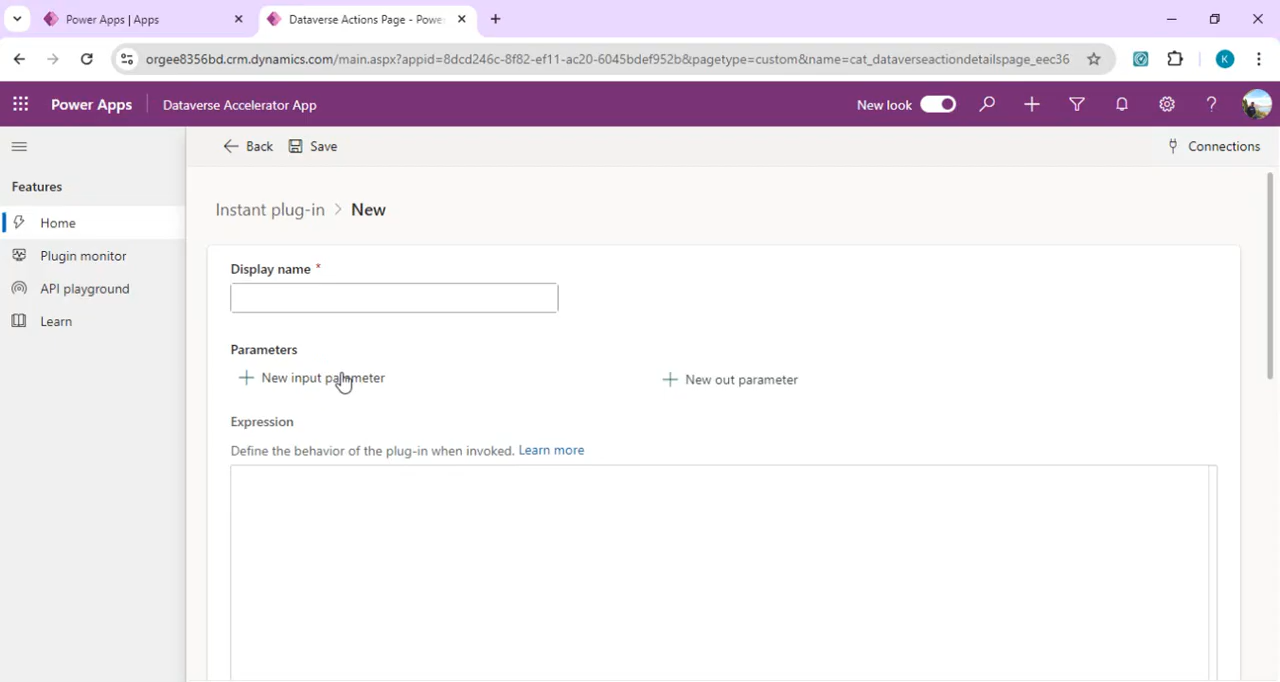 Power Apps | Apps
Dataverse Actions Page - Powe
orgee8356bd.crm.dynamics.com/main.aspx?appid=8dcd246c-8f82-ef11-ac20-6045bdef952b&pagetype=custom&name=cat_dataverseactiondetailspage_eec36
K
Power Apps
Dataverse Accelerator App
New look
Back
Save
Connections
Features
Home
Plugin monitor
API playground
Learn
Instant plug-in > New
Display name *
Parameters
New input parameter
New out parameter
Expression
Define the behavior of the plug-in when invoked. Learn more